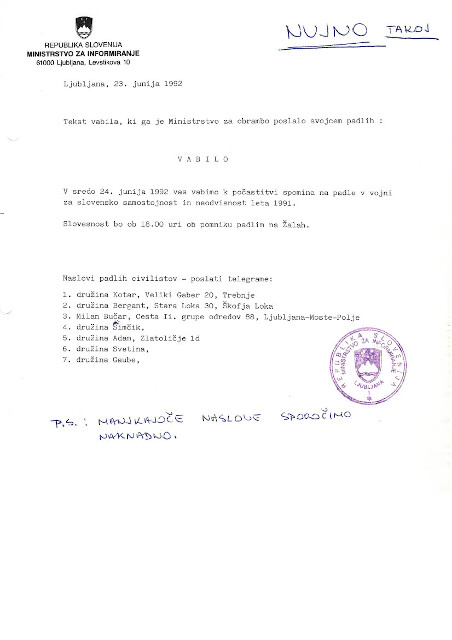 NUJNO TAKOJ
REPUBLIKA SLOVENIJA
MINISTRSTVO ZA INFORMIRANJE
61000 Ljubljana, Levstikova 10
Ljubljana, 23. junija 1992
Tekst vabila, ki ga je Ministrstvo za obrambo poslalo svojcem padlih :
V A B I L O
V sredo 24. junija 1992 vas vabimo k počastitvi spomina na padle v vojni
za slovensko samostojnost in neodvisnost leta 1991.
Slovesnost bo ob 18.00 uri ob pomniku padlim na Žalah.
Naslovi padlih civilistov - poslati telegrame:
1. družina Kotar, Veliki Gaber 20, Trebnje
2. družina Bergant, Stara Loka 30, Škofja Loka
3. Milan Bučar, Cesta II. grupe odredov 88, Ljubljana-Moste-Polje
4. družina Šimčik,
5. družina Adam, Zlatoličje 1d
6. družina Svetina,
7. družina Gaube,
REPUBLIKA SLOVENIJA
MINISTRSTVO ZA INFORMIRANJE
LJUBLJANA
1
P.S.: MANJKAJOČE NASLOVE SPOROČIMO
NAKNADNO.